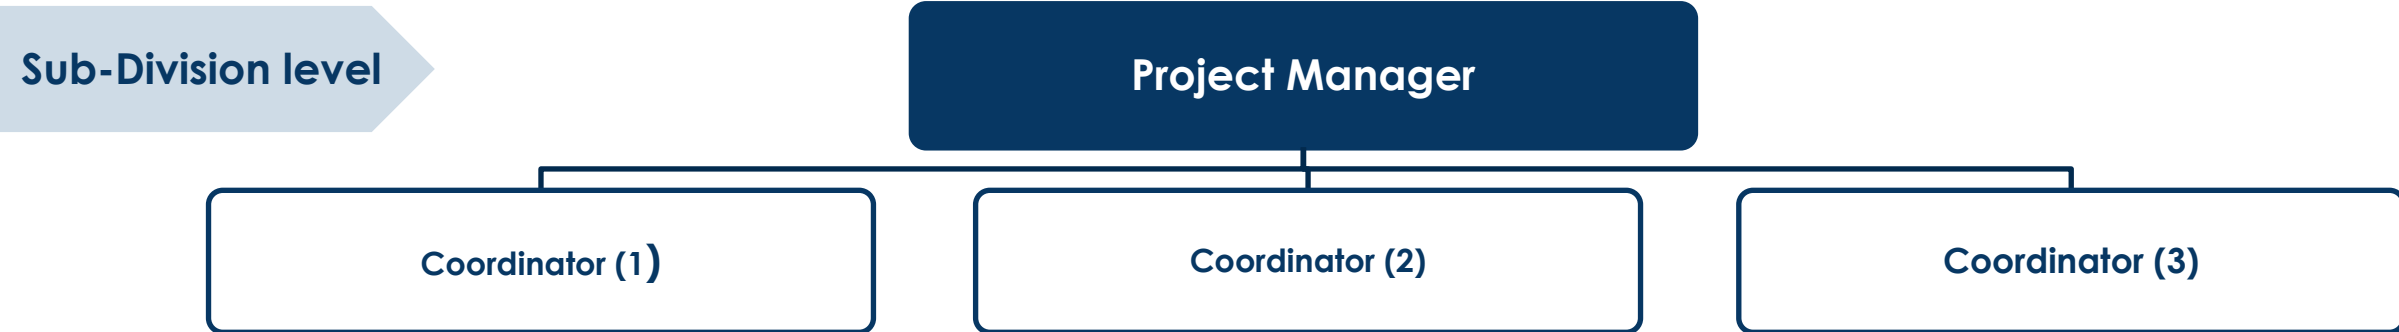 Sub-Division level
Project Manager
Coordinator (1)
Coordinator (2)
Coordinator (3)